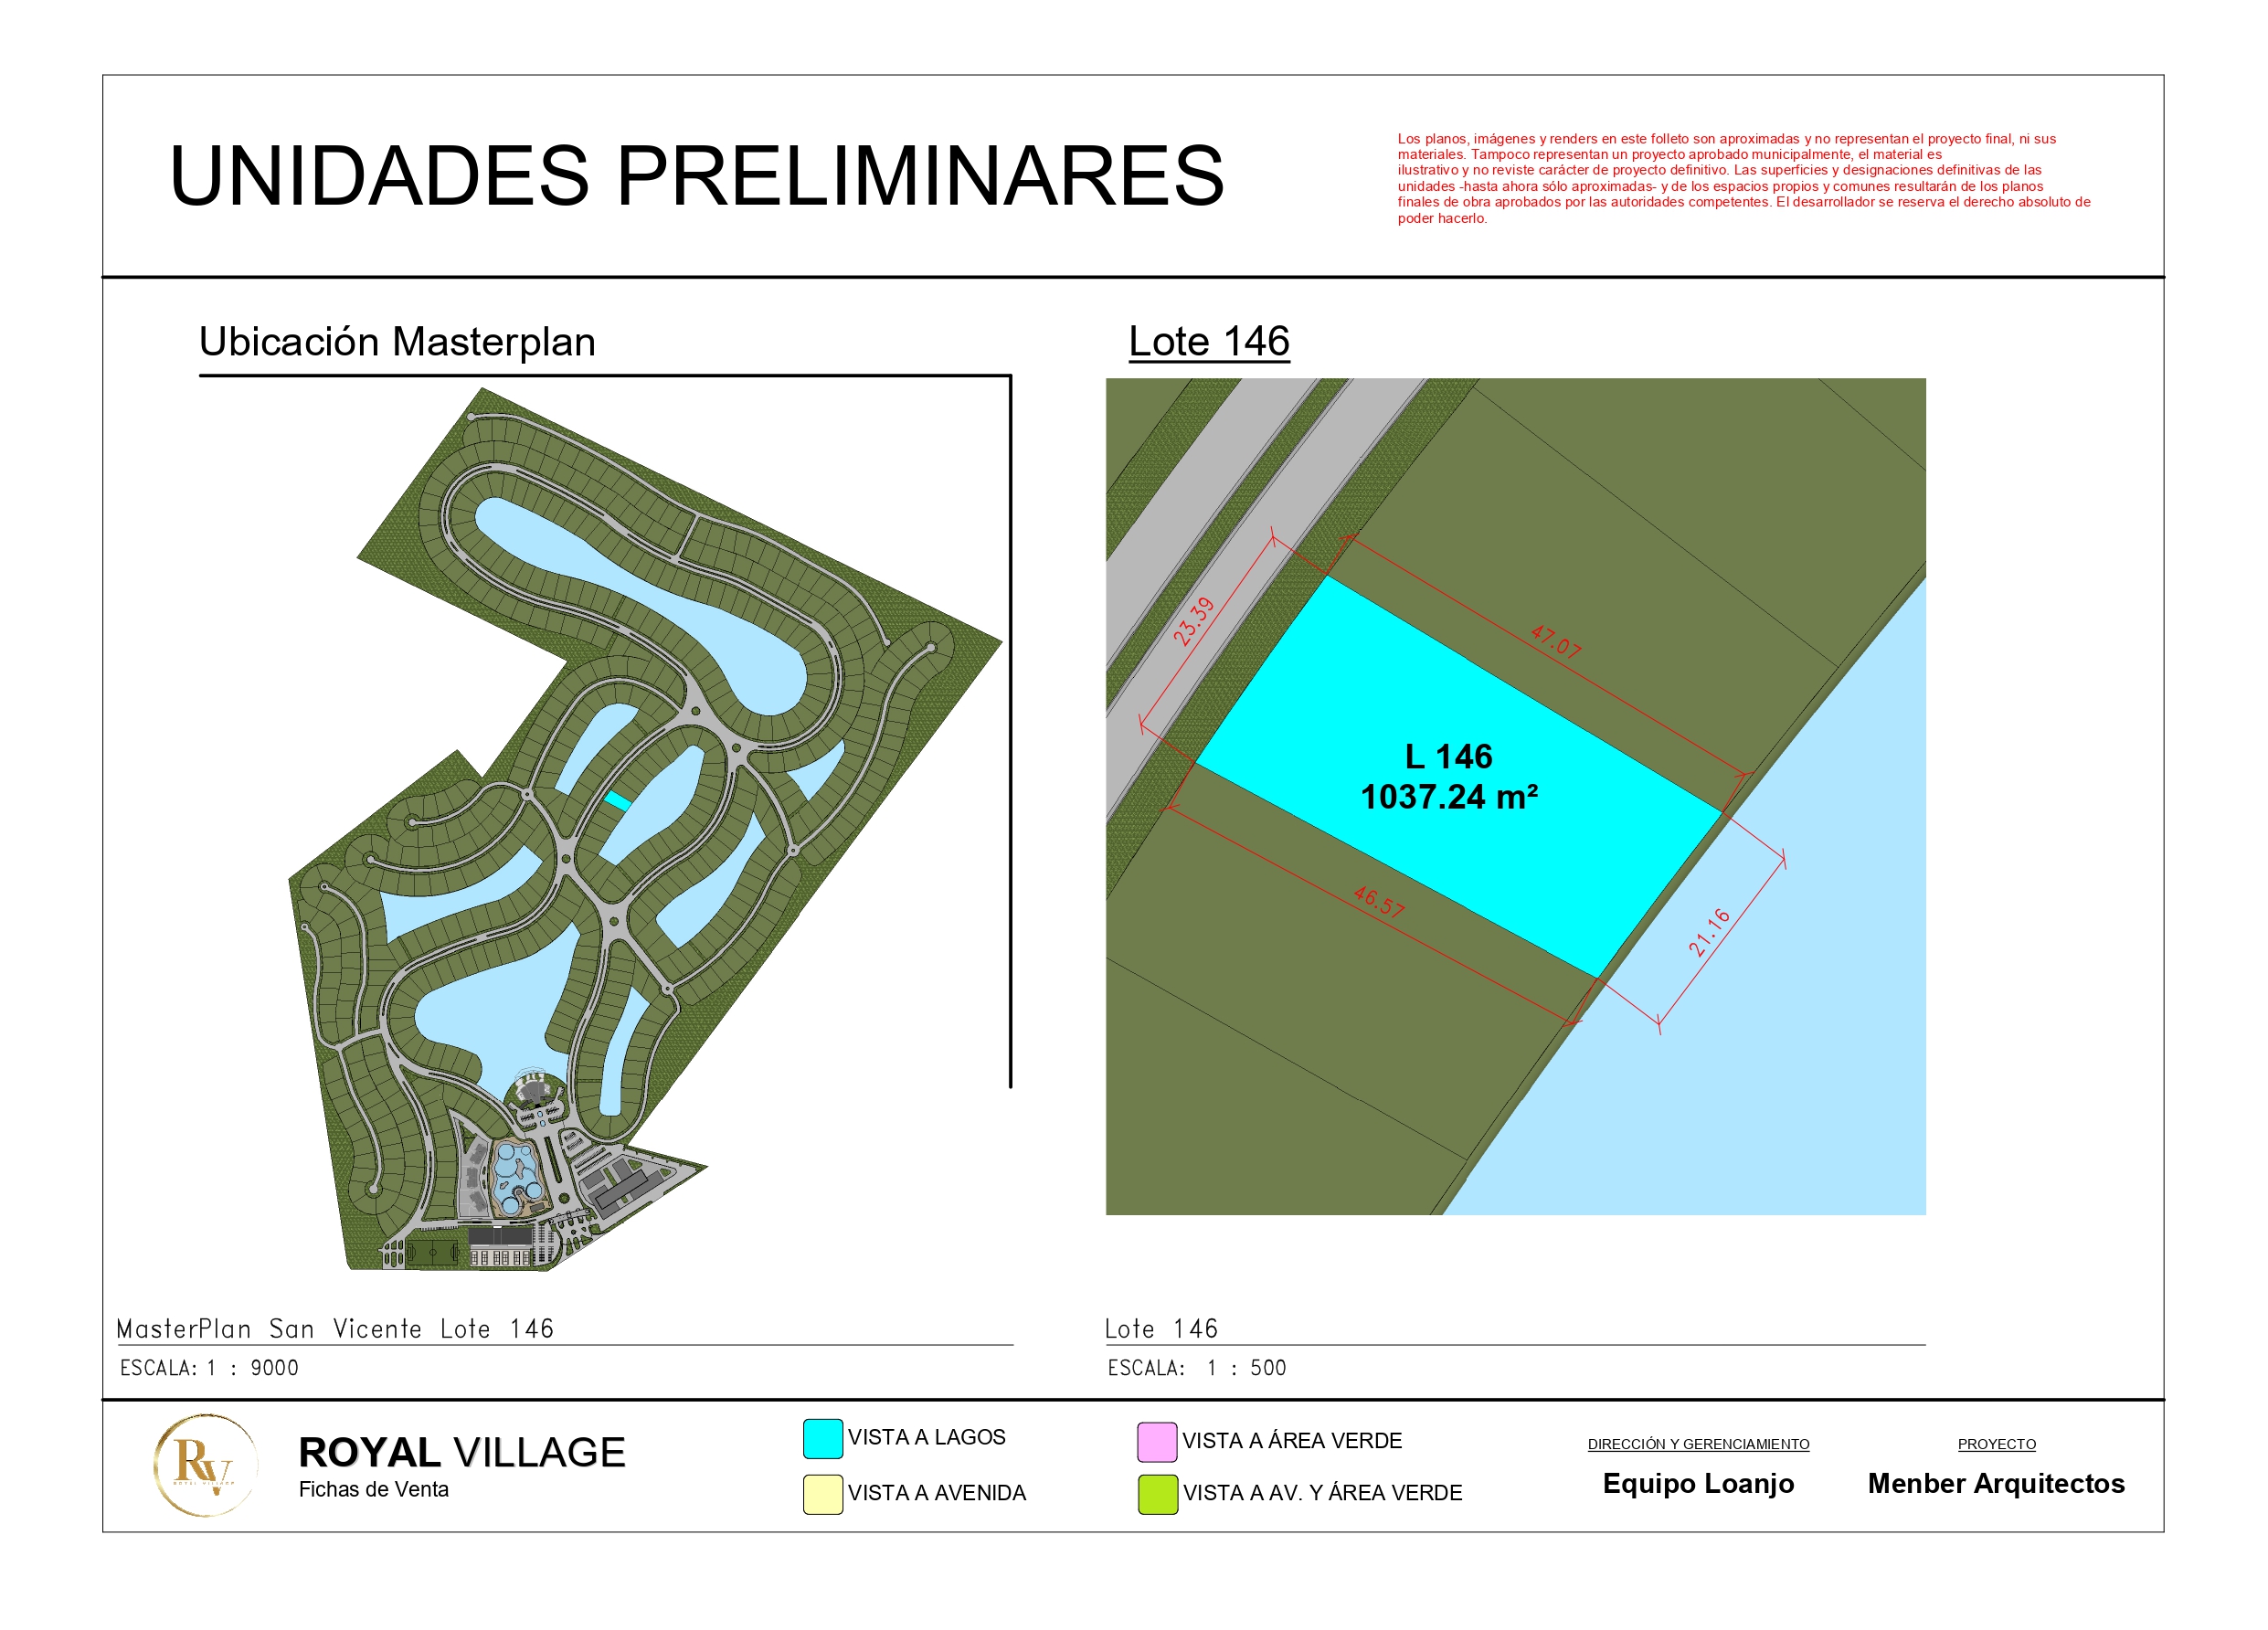 UNIDADES PRELIMINARES
Los planos, imágenes y renders en este folleto son aproximadas y no representan el proyecto final, ni sus
materiales. Tampoco representan un proyecto aprobado municipalmente, el material es
ilustrativo y no reviste carácter de proyecto definitivo. Las superficies y designaciones definitivas de las
unidades -hasta ahora sólo aproximadas- y de los espacios propios y comunes resultarán de los planos
finales de obra aprobados por las autoridades competentes. El desarrollador se reserva el derecho absoluto de
poder hacerlo.
Ubicación Masterplan
Lote 146
23.39
47.07
L 146
1037.24 m²
46.57
21.16
MasterPlan San Vicente Lote 146
ESCALA: 1 : 9000
Lote 146
ESCALA: 1 : 500
RV
ROYAL VILLAGE
ROYAL VILLAGE
Fichas de Venta
VISTA A LAGOS
VISTA A AVENIDA
VISTA A ÁREA VERDE
VISTA A AV. Y ÁREA VERDE
DIRECCIÓN Y GERENCIAMIENTO
Equipo Loanjo
PROYECTO
Menber Arquitectos